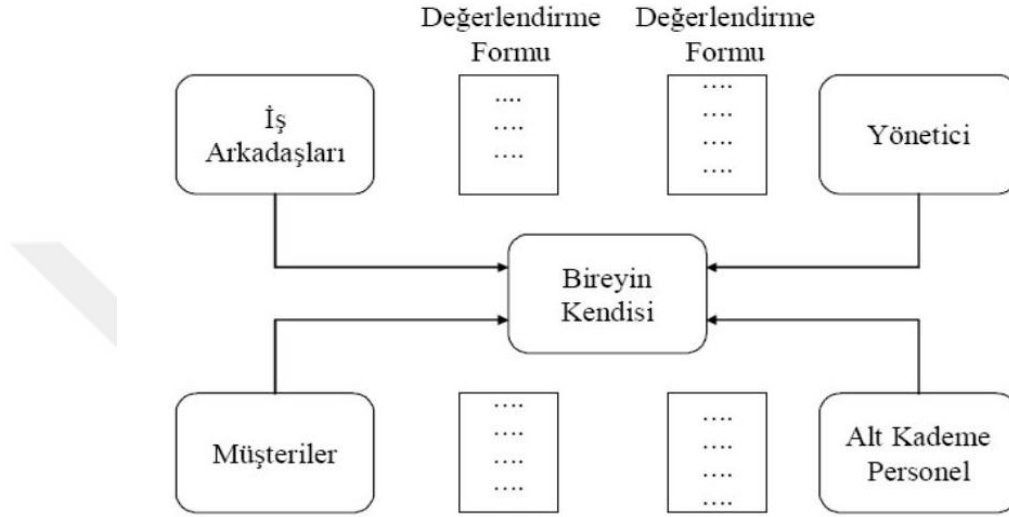 Değerlendirme
Formu
Değerlendirme
Formu
İş
Arkadaşları
....
....
....
....
....
....
....
Yönetici
Bireyin
Kendisi
Müşteriler
....
....
....
....
....
....
....
....
Alt Kademe
Personel